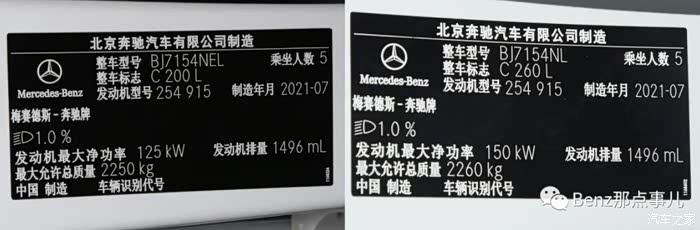 北京奔驰汽车有限公司制造
整车型号 BJ7154NEL 乘坐人数 5
整车标志 C 200 L
Mercedes-Benz 发动机型号 254 915 制造年月 2021-07
梅赛德斯-奔驰牌
1.0 %
发动机最大净功率 125 kW 发动机排量 1496 mL
最大允许总质量 2250 kg
中国 制造 车辆识别代号
北京奔驰汽车有限公司制造
整车型号 BJ7154NL 乘坐人数 5
整车标志 C 260 L
Mercedes-Benz 发动机型号 254 915 制造年月 2021-07
梅赛德斯-奔驰牌
1.0 %
发动机最大净功率 150 kW 发动机排量 1496 mL
最大允许总质量 2260 kg
中国 制造 车辆识别代号
Benz那点事儿
汽车之家